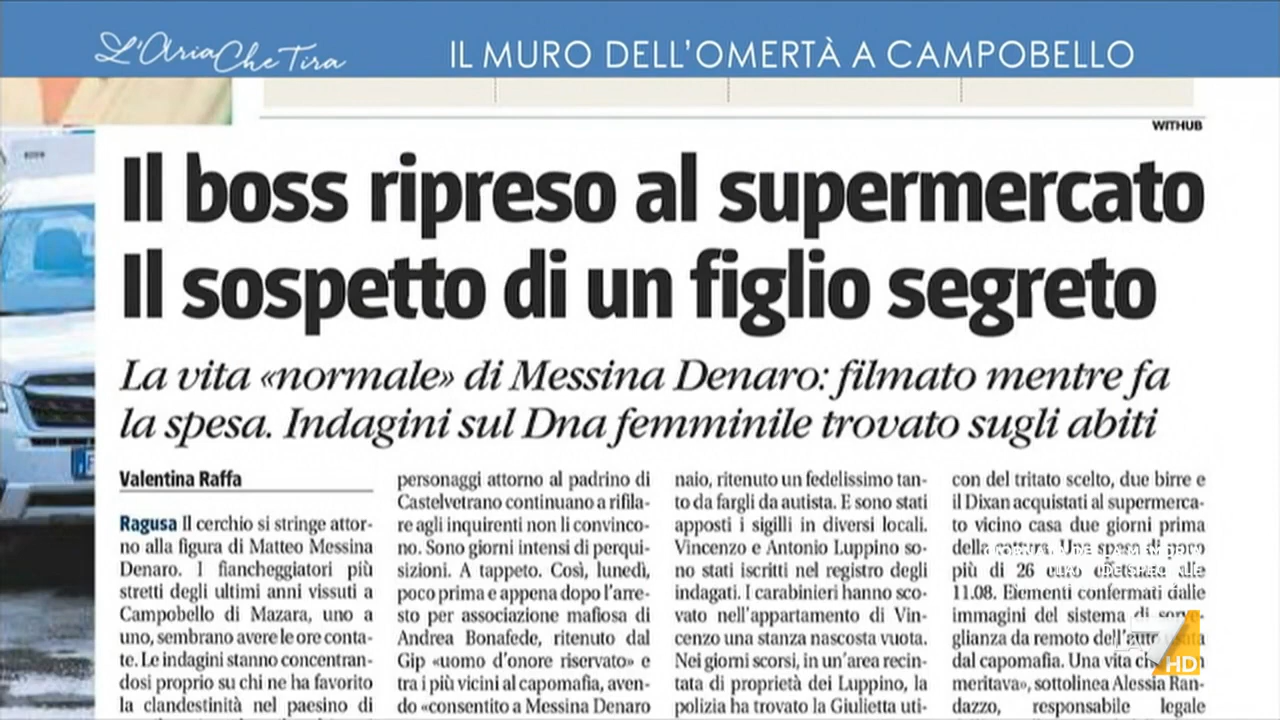 L'Aria Che Tira
IL MURO DELL'OMERTÀ A CAMPOBELLO
WITHUB
Il boss ripreso al supermercato
Il sospetto di un figlio segreto
La vita «normale» di Messina Denaro: filmato mentre fa
la spesa. Indagini sul Dna femminile trovato sugli abiti
Valentina Raffa
Ragusa Il cerchio si stringe attor-
no alla figura di Matteo Messina
Denaro. I fiancheggiatori più
stretti degli ultimi anni vissuti a
Campobello di Mazara, uno a
uno, sembrano avere le ore conta-
te. Le indagini stanno concentran-
dosi proprio su chi ne ha favorito
la clandestinità nel paesino di
personaggi attorno al padrino di
Castelvetrano continuano a rifila-
re agli inquirenti non li convinco-
no. Sono giorni intensi di perqui-
sizioni. A tappeto. Così, lunedì,
poco prima e appena dopo l'arre-
sto per associazione mafiosa di
Andrea Bonafede, ritenuto dal
Gip «uomo d'onore riservato» e
tra i più vicini al capomafia, aven-
do «consentito a Messina Denaro
naio, ritenuto un fedelissimo tan-
to da fargli da autista. E sono stati
apposti i sigilli in diversi locali.
Vincenzo e Antonio Luppino so-
no stati iscritti nel registro degli
indagati. I carabinieri hanno sco-
vato nell'appartamento di Vin-
cenzo una stanza nascosta vuota.
Nei giorni scorsi, in un'area recin-
tata di proprietà dei Luppino, la
polizia ha trovato la Giulietta uti-
con del tritato scelto, due birre e
il Dixan acquistati al supermerca-
to vicino casa due giorni prima
della cattura. Una spesa di poco
più di 26 alle
11.08. Elementi confermati dalle
immagini del sistema di sorve-
glianza da remoto dell'auto usata
dal capomafia. Una vita
meritava», sottolinea Alessia Ran-
dazzo, responsabile legale
HD